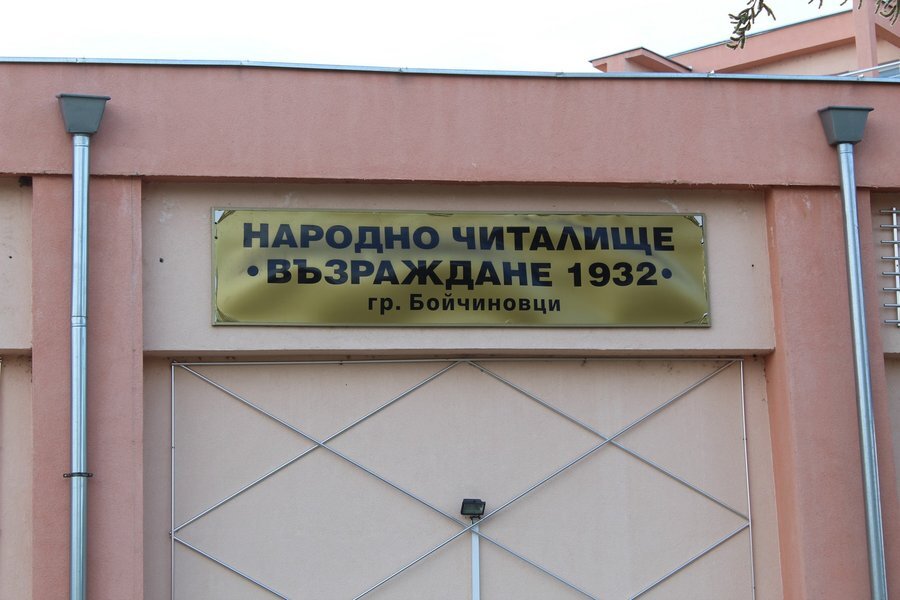 НАРОДНО ЧИТАЛИЩЕ
•ВЪЗРАЖДАНЕ 1932•
гр. Бойчиновци